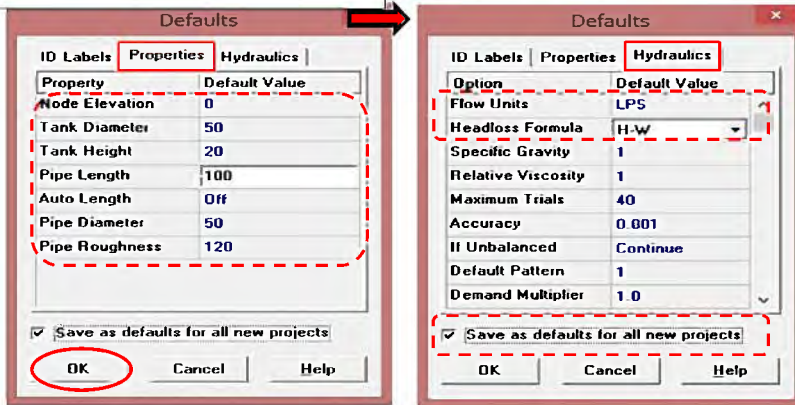 Defaults
ID Labels Properties Hydraulics
Property Default Value
Node Elevation 0
Tank Diameter 50
Tank Height 20
Pipe Length 100
Auto Length Off
Pipe Diameter 50
Pipe Roughness 120
Save as defaults for all new projects
OK Cancel Help
Defaults
ID Labels Properties Hydraulics
Option Default Value
Flow Units LPS
Headloss Formula H-W
Specific Gravity 1
Relative Viscosity 1
Maximum Trials 40
Accuracy 0.001
If Unbalanced Continue
Default Pattern 1
Demand Multiplier 1.0
Save as defaults for all new projects
OK Cancel Help